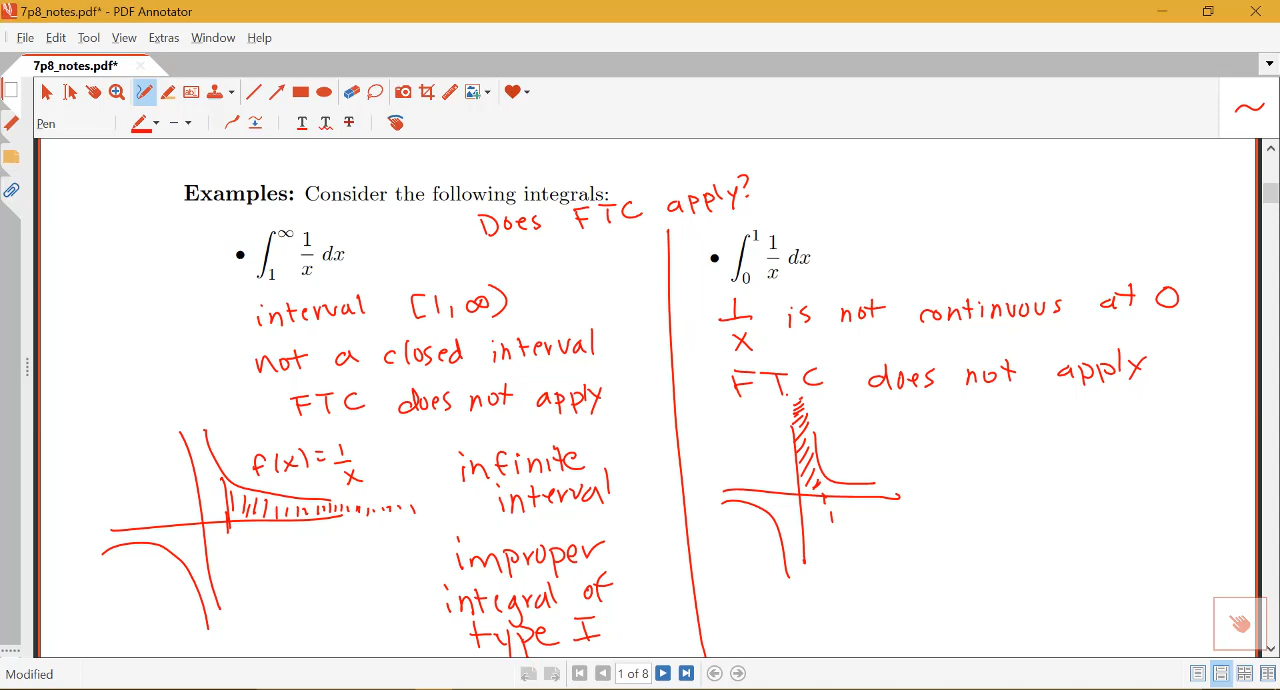 7p8_notes.pdf* - PDF Annotator
File Edit Tool View Extras Window Help
7p8_notes.pdf*
Pen
Examples: Consider the following integrals:
Does FTC apply?
• ∫₁^∞ 1/x dx
interval [1, ∞)
not a closed interval
FTC does not apply
f(x) = 1/x
infinite
interval
improper
integral of
type I
• ∫₀¹ 1/x dx
1/x is not continuous at 0
FTC does not apply
1
Modified
1 of 8